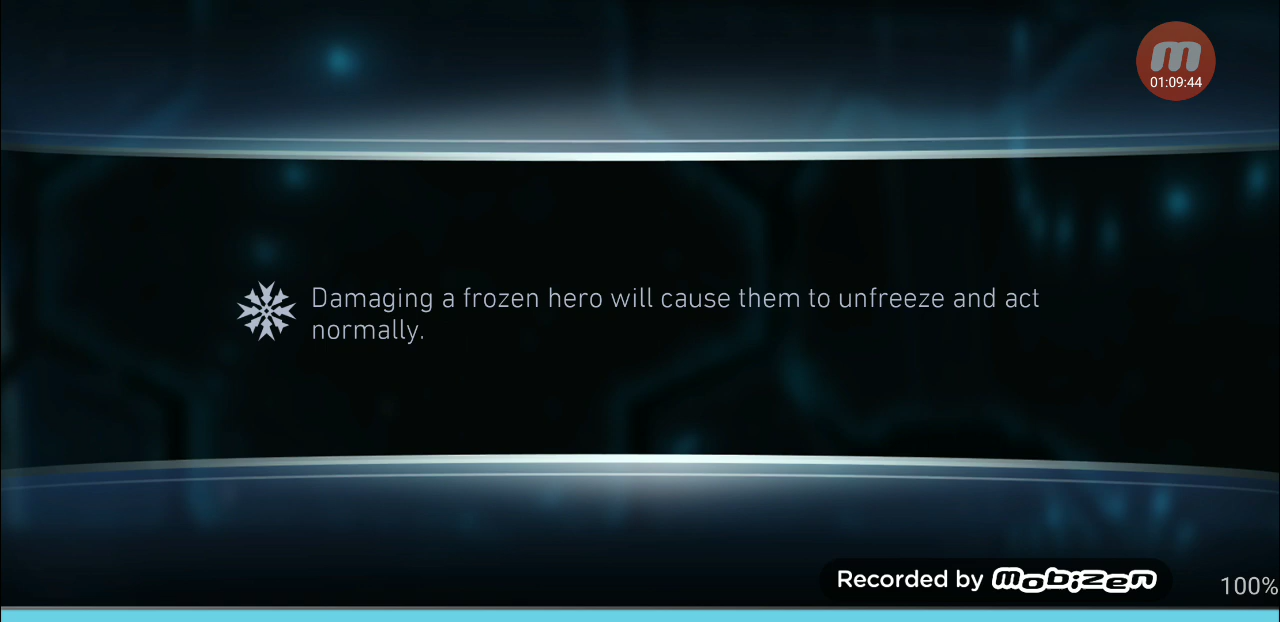 m
01:09:44
Damaging a frozen hero will cause them to unfreeze and act
normally.
Recorded by mobizen
100%